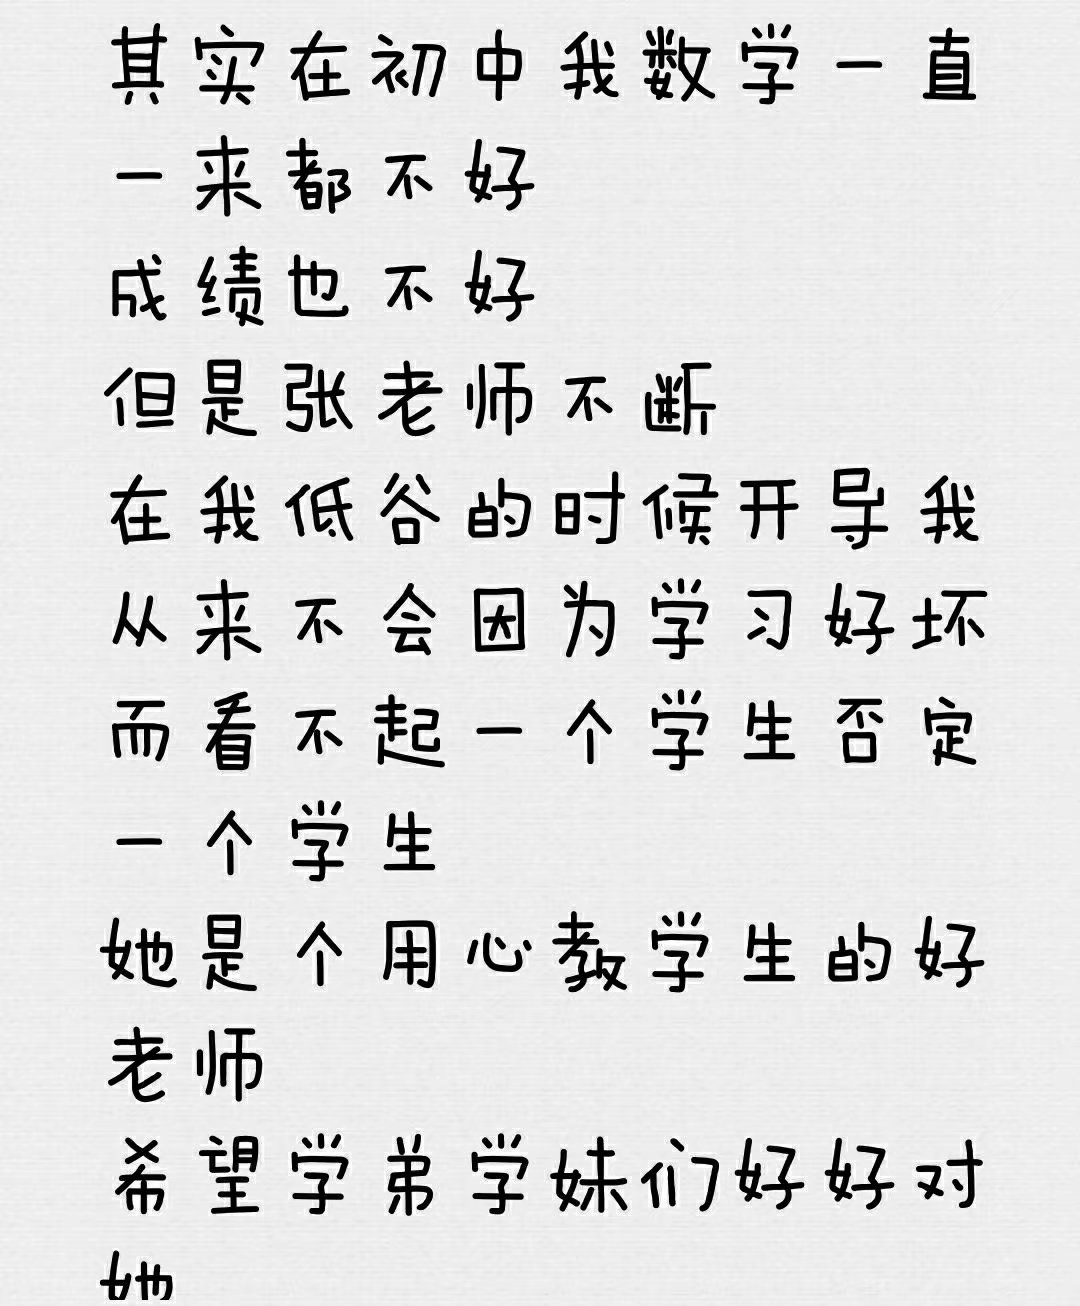 其实在初中我数学一直
一来都不好
成绩也不好
但是张老师不断
在我低谷的时候开导我
从来不会因为学习好坏
而看不起一个学生否定
一个学生
她是个用心教学生的好
老师
希望学弟学妹们好好对
她